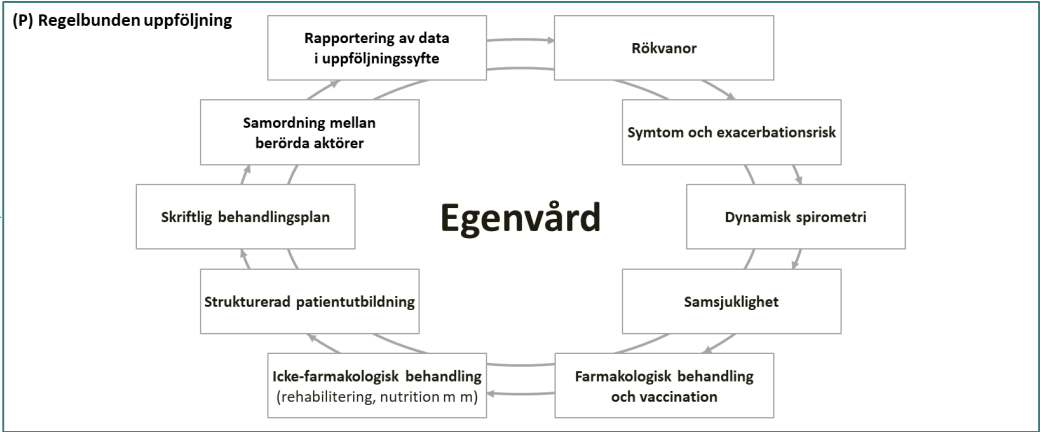 (P) Regelbunden uppföljning
Rapportering av data
i uppföljningssyfte
Rökvanor
Symtom och exacerbationsrisk
Dynamisk spirometri
Samsjuklighet
Farmakologisk behandling
och vaccination
Icke-farmakologisk behandling
(rehabilitering, nutrition m m)
Strukturerad patientutbildning
Skriftlig behandlingsplan
Samordning mellan
berörda aktörer
Egenvård